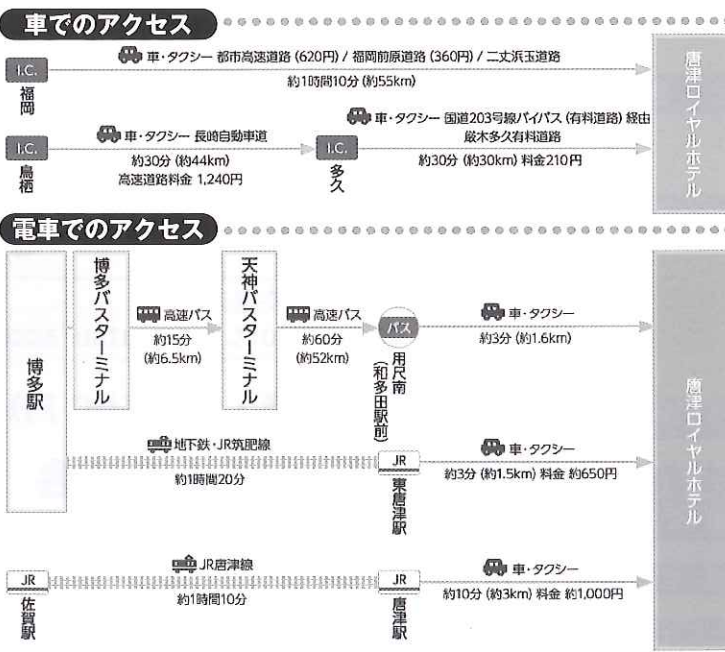 車でのアクセス
車・タクシー 都市高速道路 (620円) / 福岡前原道路 (360円) / 二丈浜玉道路
I.C.
福岡
約1時間10分 (約55km)
車・タクシー 長崎自動車道
I.C.
鳥栖
約30分 (約44km)
高速道路料金 1,240円
I.C.
多久
車・タクシー 国道203号線バイパス (有料道路) 経由
厳木多久有料道路
約30分 (約30km) 料金210円
唐津ロイヤルホテル
電車でのアクセス
博多駅
博多バスターミナル
高速バス
約15分
(約6.5km)
天神バスターミナル
高速バス
約60分
(約52km)
バス
用尺南
(和多田駅前)
車・タクシー
約3分 (約1.6km)
地下鉄・JR筑肥線
約1時間20分
JR
東唐津駅
車・タクシー
約3分 (約1.5km) 料金 約650円
JR
佐賀駅
JR唐津線
約1時間10分
JR
唐津駅
車・タクシー
約10分 (約3km) 料金 約1,000円
唐津ロイヤルホテル